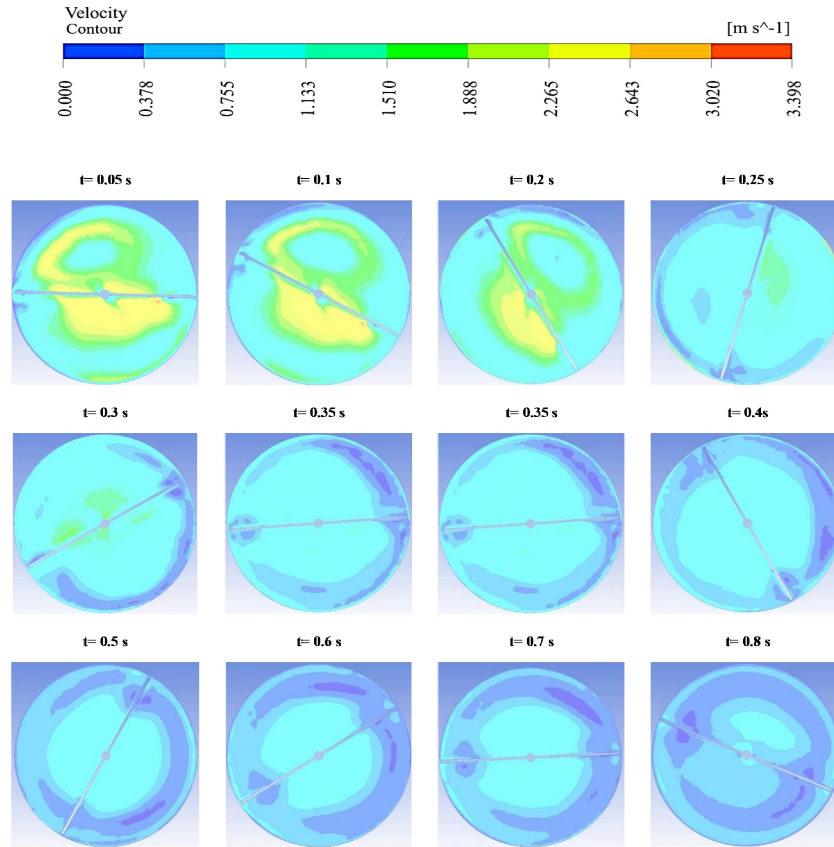 Velocity
Contour
[m s^-1]
0.000 0.378 0.755 1.133 1.510 1.888 2.265 2.643 3.020 3.398
t= 0.05 s t= 0.1 s t= 0.2 s t= 0.25 s
t= 0.3 s t= 0.35 s t= 0.35 s t= 0.4s
t= 0.5 s t= 0.6 s t= 0.7 s t= 0.8 s